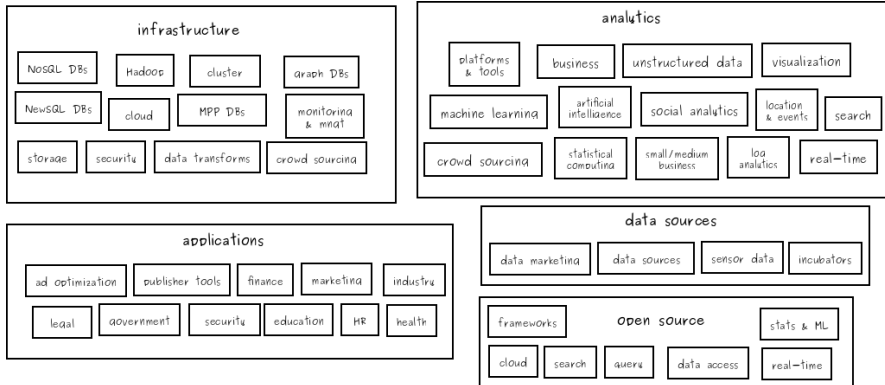 infrastructure
NoSQL DBs
Hadoop
cluster
graph DBs
NewSQL DBs
cloud
MPP DBs
monitoring
& mngt
storage
security
data transforms
crowd sourcing
analytics
platforms
& tools
business
unstructured data
visualization
machine learning
artificial
intelligence
social analytics
location
& events
search
crowd sourcing
statistical
computing
small/medium
business
log
analytics
real-time
applications
ad optimization
publisher tools
finance
marketing
industry
legal
government
security
education
HR
health
data sources
data marketing
data sources
sensor data
incubators
open source
frameworks
stats & ML
cloud
search
query
data access
real-time